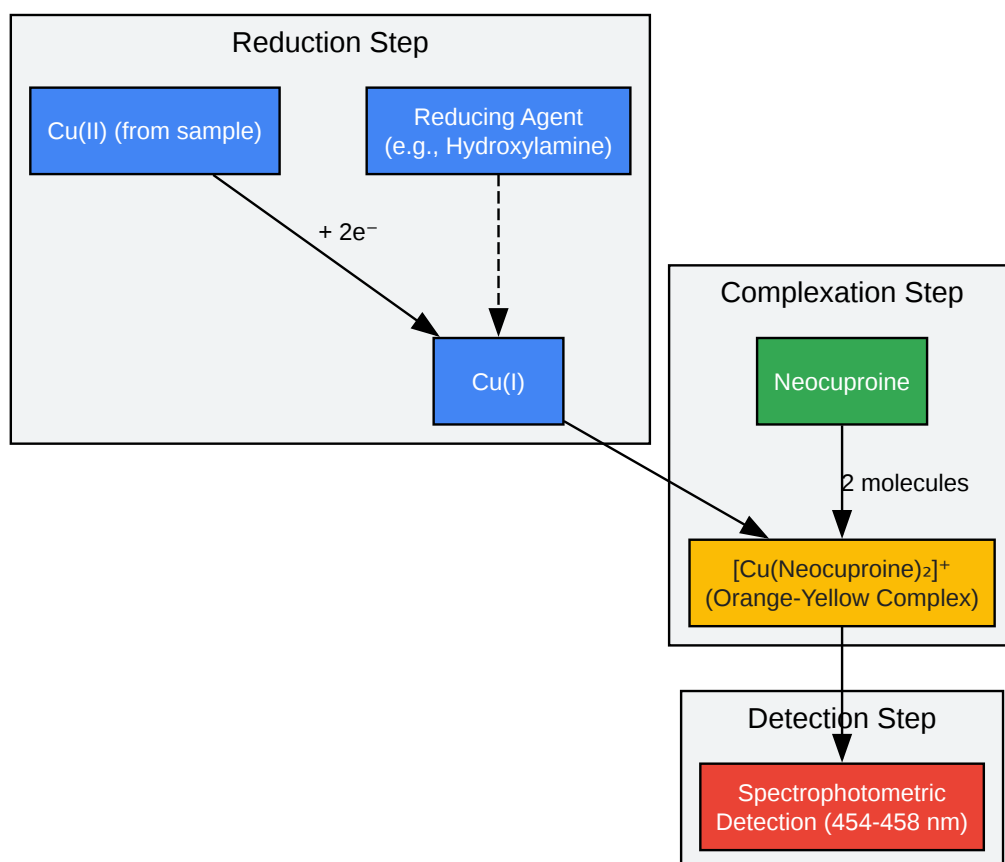 Reduction Step
Cu(II) (from sample)
Reducing Agent
(e.g., Hydroxylamine)
+ 2e⁻
Cu(I)
Complexation Step
Neocuproine
2 molecules
[Cu(Neocuproine)₂]⁺
(Orange-Yellow Complex)
Detection Step
Spectrophotometric
Detection (454-458 nm)